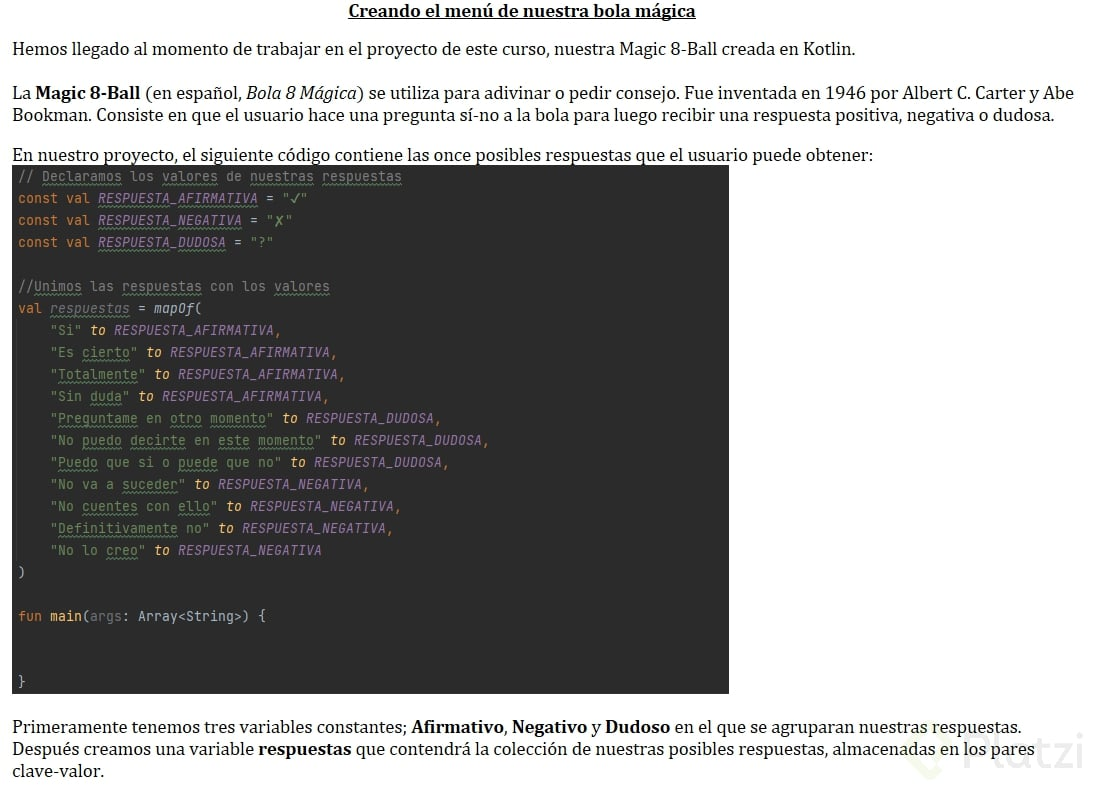 Creando el menú de nuestra bola mágica
Hemos llegado al momento de trabajar en el proyecto de este curso, nuestra Magic 8-Ball creada en Kotlin.
La Magic 8-Ball (en español, Bola 8 Mágica) se utiliza para adivinar o pedir consejo. Fue inventada en 1946 por Albert C. Carter y Abe
Bookman. Consiste en que el usuario hace una pregunta sí-no a la bola para luego recibir una respuesta positiva, negativa o dudosa.
En nuestro proyecto, el siguiente código contiene las once posibles respuestas que el usuario puede obtener:
// Declaramos los valores de nuestras respuestas
const val RESPUESTA_AFIRMATIVA = "✓"
const val RESPUESTA_NEGATIVA = "✗"
const val RESPUESTA_DUDOSA = "?"
//Unimos las respuestas con los valores
val respuestas = mapOf(
"Si" to RESPUESTA_AFIRMATIVA,
"Es cierto" to RESPUESTA_AFIRMATIVA,
"Totalmente" to RESPUESTA_AFIRMATIVA,
"Sin duda" to RESPUESTA_AFIRMATIVA,
"Preguntame en otro momento" to RESPUESTA_DUDOSA,
"No puedo decirte en este momento" to RESPUESTA_DUDOSA,
"Puedo que si o puede que no" to RESPUESTA_DUDOSA,
"No va a suceder" to RESPUESTA_NEGATIVA,
"No cuentes con ello" to RESPUESTA_NEGATIVA,
"Definitivamente no" to RESPUESTA_NEGATIVA,
"No lo creo" to RESPUESTA_NEGATIVA
)
fun main(args: Array<String>) {
}
Primeramente tenemos tres variables constantes; Afirmativo, Negativo y Dudoso en el que se agruparan nuestras respuestas.
Después creamos una variable respuestas que contendrá la colección de nuestras posibles respuestas, almacenadas en los pares
clave-valor.
Platzi